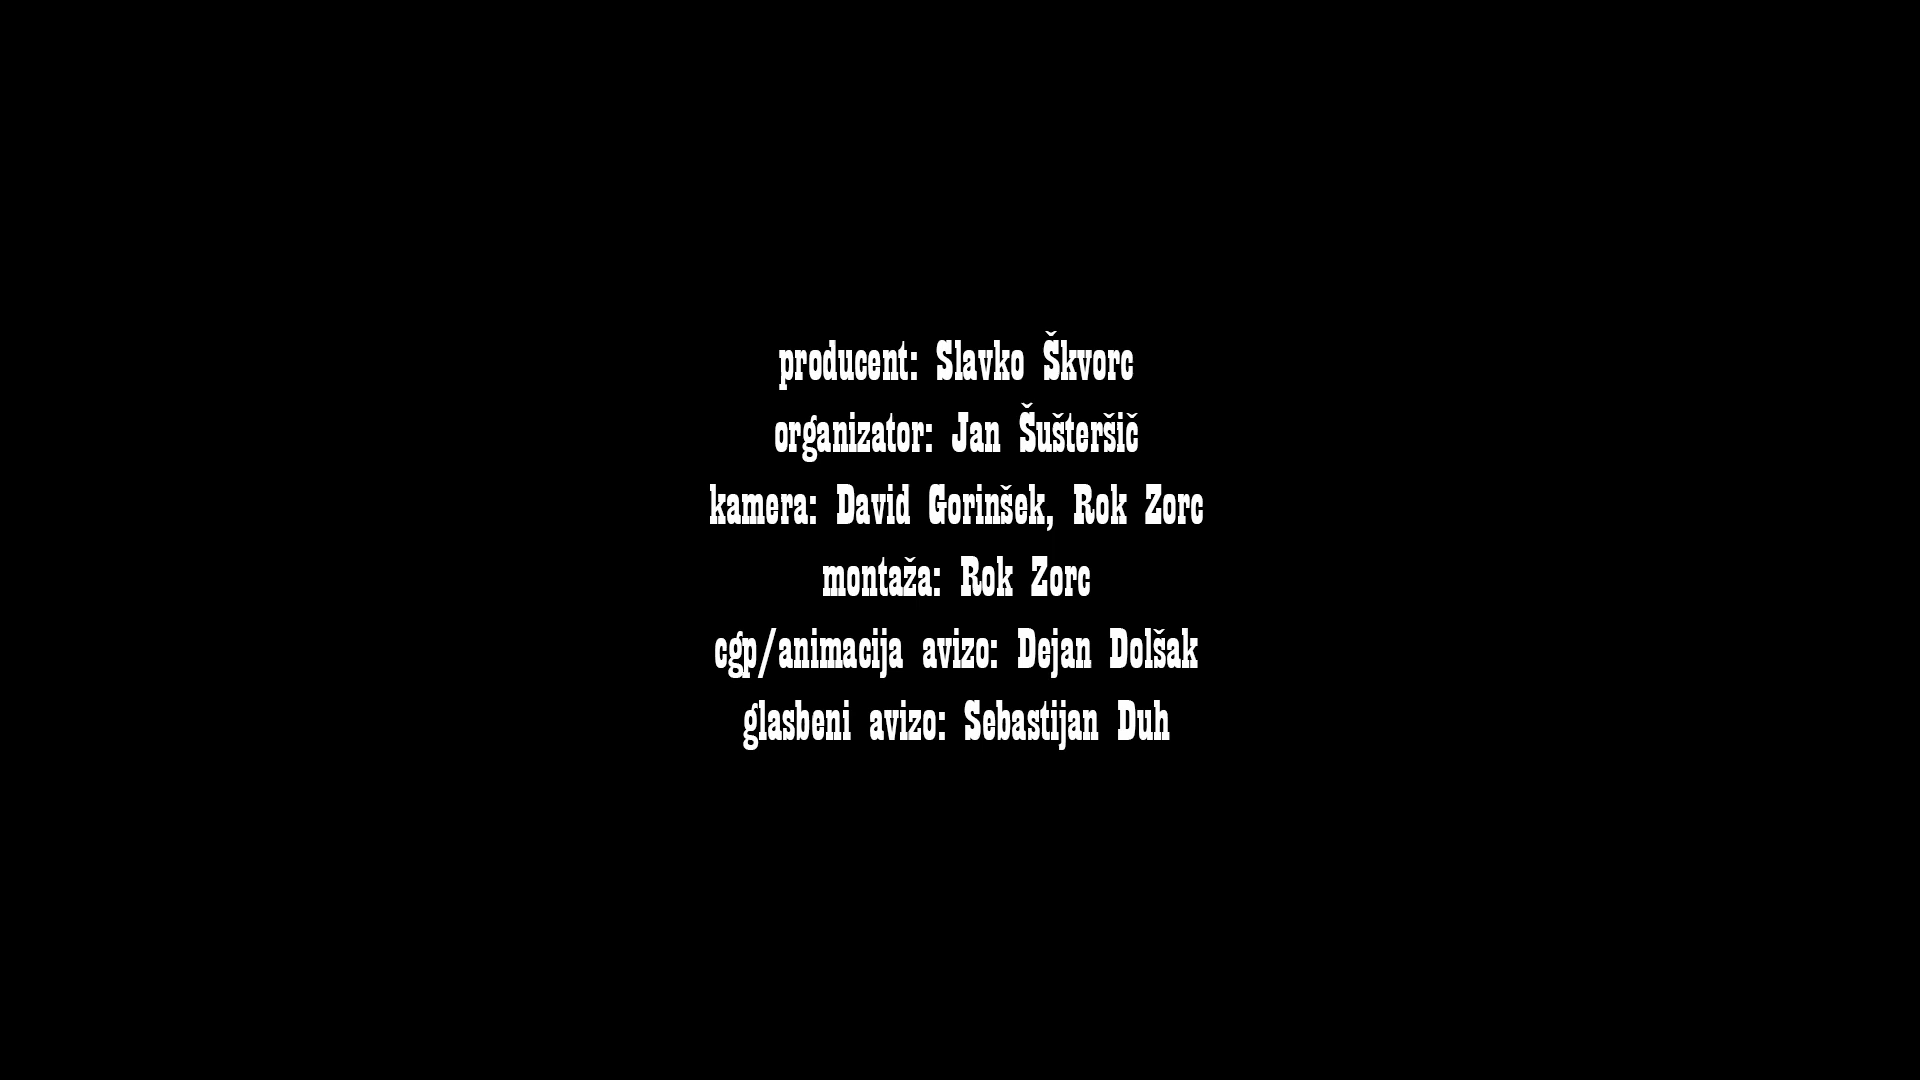 producent: Slavko Škvorc
organizator: Jan Šušteršič
kamera: David Gorinšek, Rok Zorc
montaža: Rok Zorc
cgp/animacija avizo: Dejan Dolšak
glasbeni avizo: Sebastijan Duh